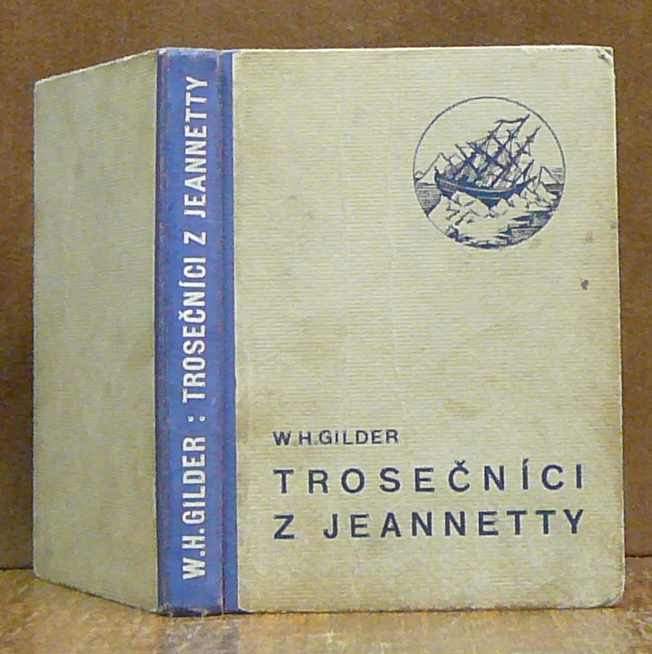 W.H.GILDER : TROSEČNÍCI Z JEANNETTY
W.H.GILDER
TROSEČNÍCI
Z JEANNETTY